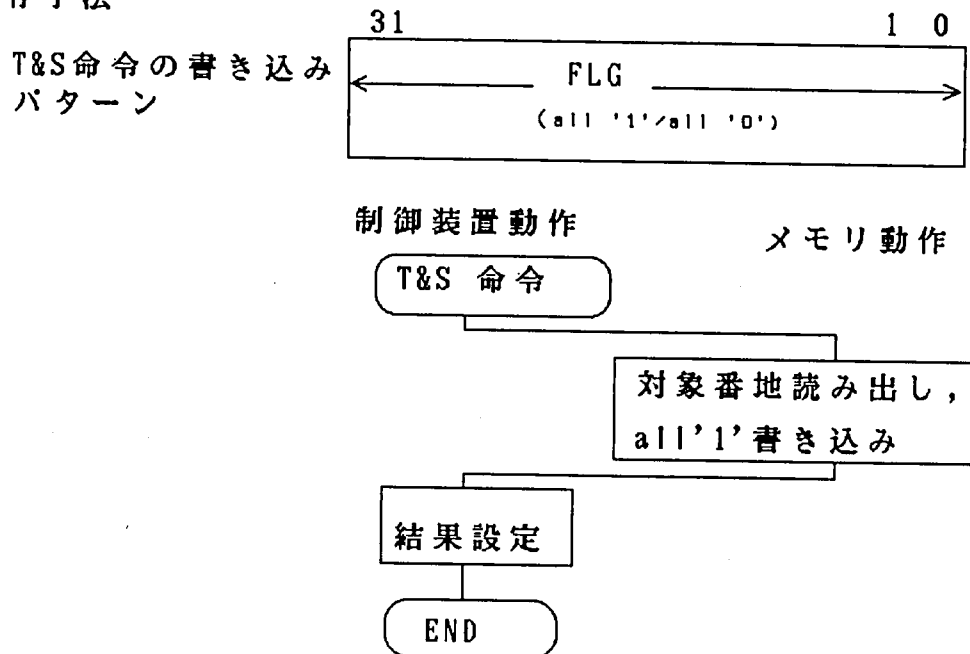 31 1 0
T&S命令の書き込み
パターン
FLG
(all '1'/all '0')
制御装置動作
メモリ動作
T&S 命令
対象番地読み出し,
all'1'書き込み
結果設定
END